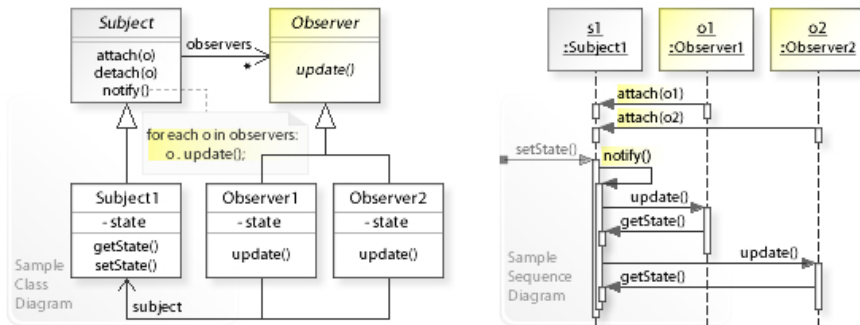 Subject
attach(o)
detach(o)
notify()
observers
*
Observer
update()
for each o in observers:
o . update();
Subject1
- state
getState()
setState()
Observer1
- state
update()
Observer2
- state
update()
subject
Sample
Class
Diagram
s1
:Subject1
o1
:Observer1
o2
:Observer2
attach(o1)
attach(o2)
setState()
notify()
update()
getState()
update()
getState()
Sample
Sequence
Diagram